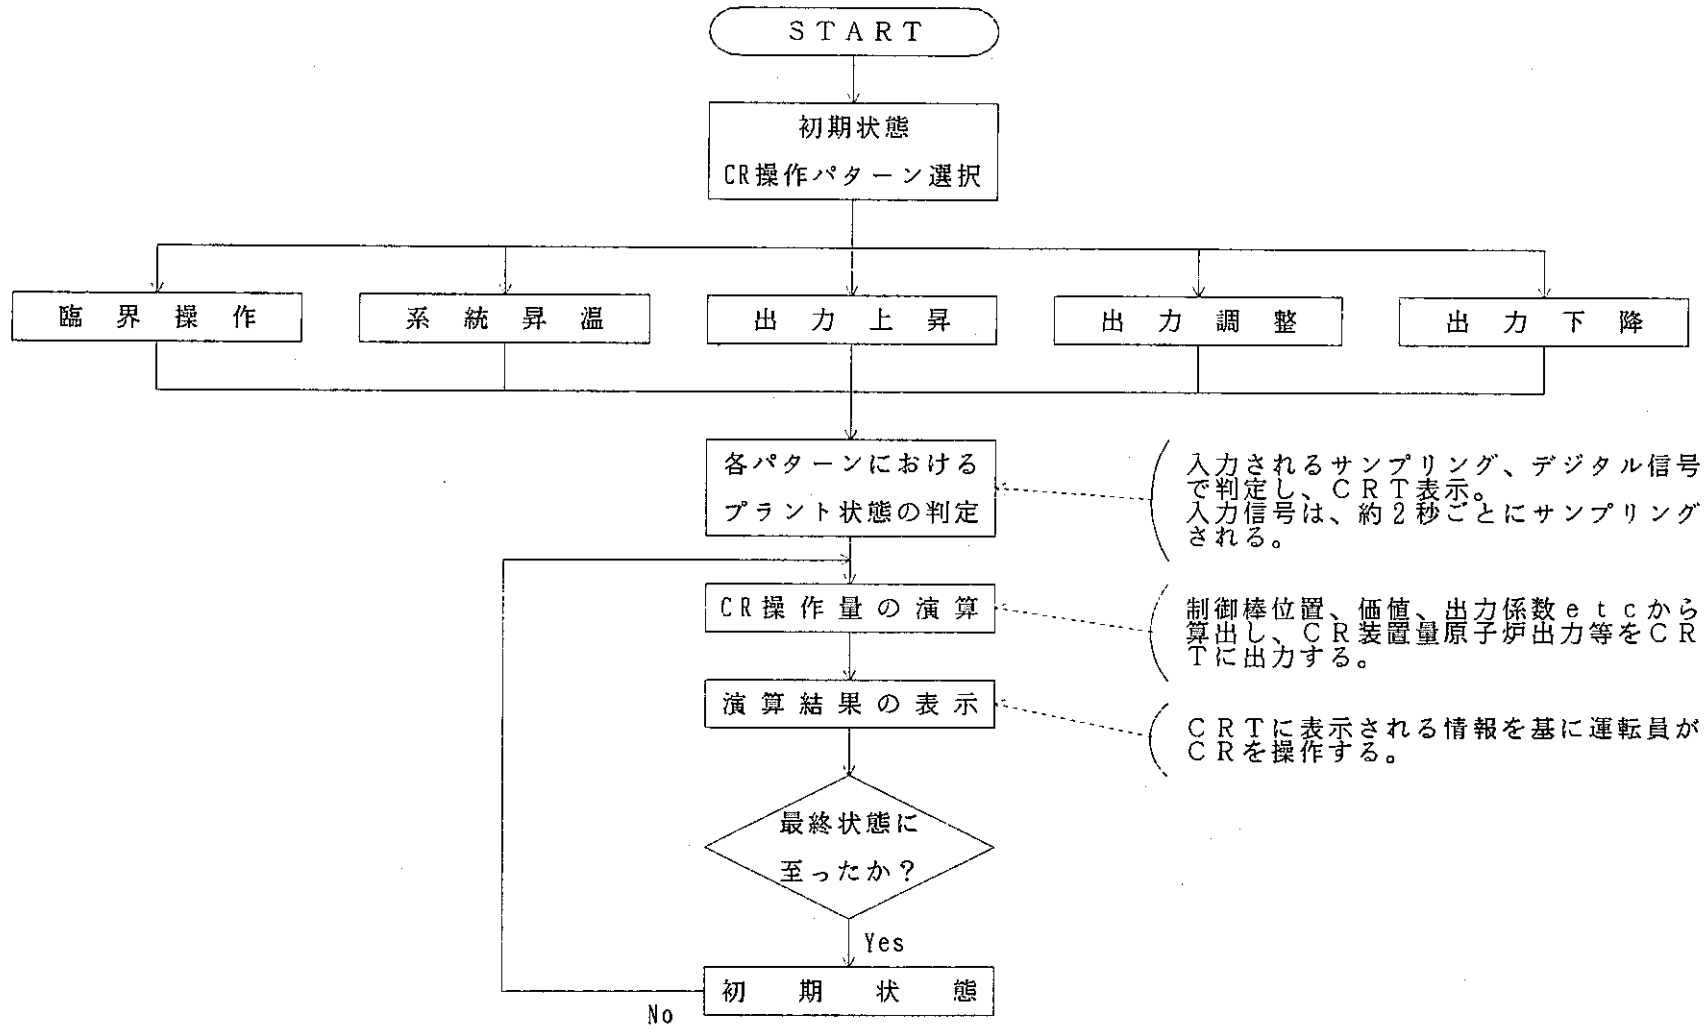 START
初期状態
CR操作パターン選択
臨界操作
系統昇温
出力上昇
出力調整
出力下降
各パターンにおける
プラント状態の判定
入力されるサンプリング、デジタル信号
で判定し、CRT表示。
入力信号は、約2秒ごとにサンプリング
される。
CR操作量の演算
制御棒位置、価値、出力係数etcから
算出し、CR装置量原子炉出力等をCR
Tに出力する。
演算結果の表示
CRTに表示される情報を基に運転員が
CRを操作する。
最終状態に
至ったか?
Yes
初期状態
No